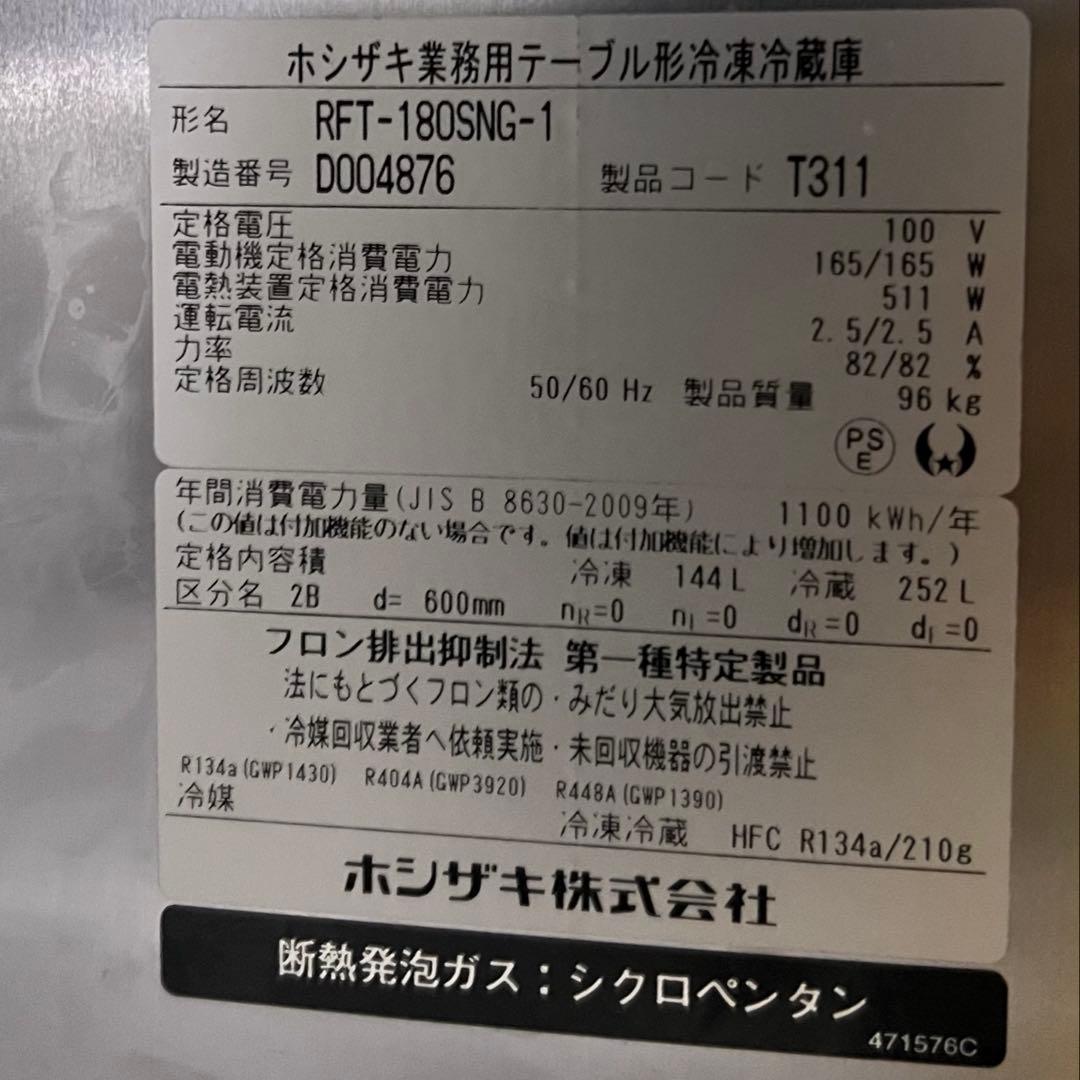 ホシザキ業務用テーブル形冷凍冷蔵庫
形名 RFT-180SNG-1
製造番号 D004876 製品コード T311
定格電圧 100 V
電動機定格消費電力 165/165 W
電熱装置定格消費電力 511 W
運転電流 2.5/2.5 A
力率 82/82 %
定格周波数 50/60 Hz 製品質量 96 kg
PSE
年間消費電力量(JIS B 8630-2009年) 1100 kWh/年
(この値は付加機能のない場合です。値は付加機能により増加します。)
定格内容積 冷凍 144 L 冷蔵 252 L
区分名 2B d= 600mm nR=0 nI=0 dR=0 dI=0
フロン排出抑制法 第一種特定製品
法にもとづくフロン類の・みだり大気放出禁止
・冷媒回収業者へ依頼実施・未回収機器の引渡禁止
R134a(GWP1430) R404A(GWP3920) R448A(GWP1390)
冷媒 冷凍冷蔵 HFC R134a/210g
ホシザキ株式会社
断熱発泡ガス：シクロペンタン
471576C